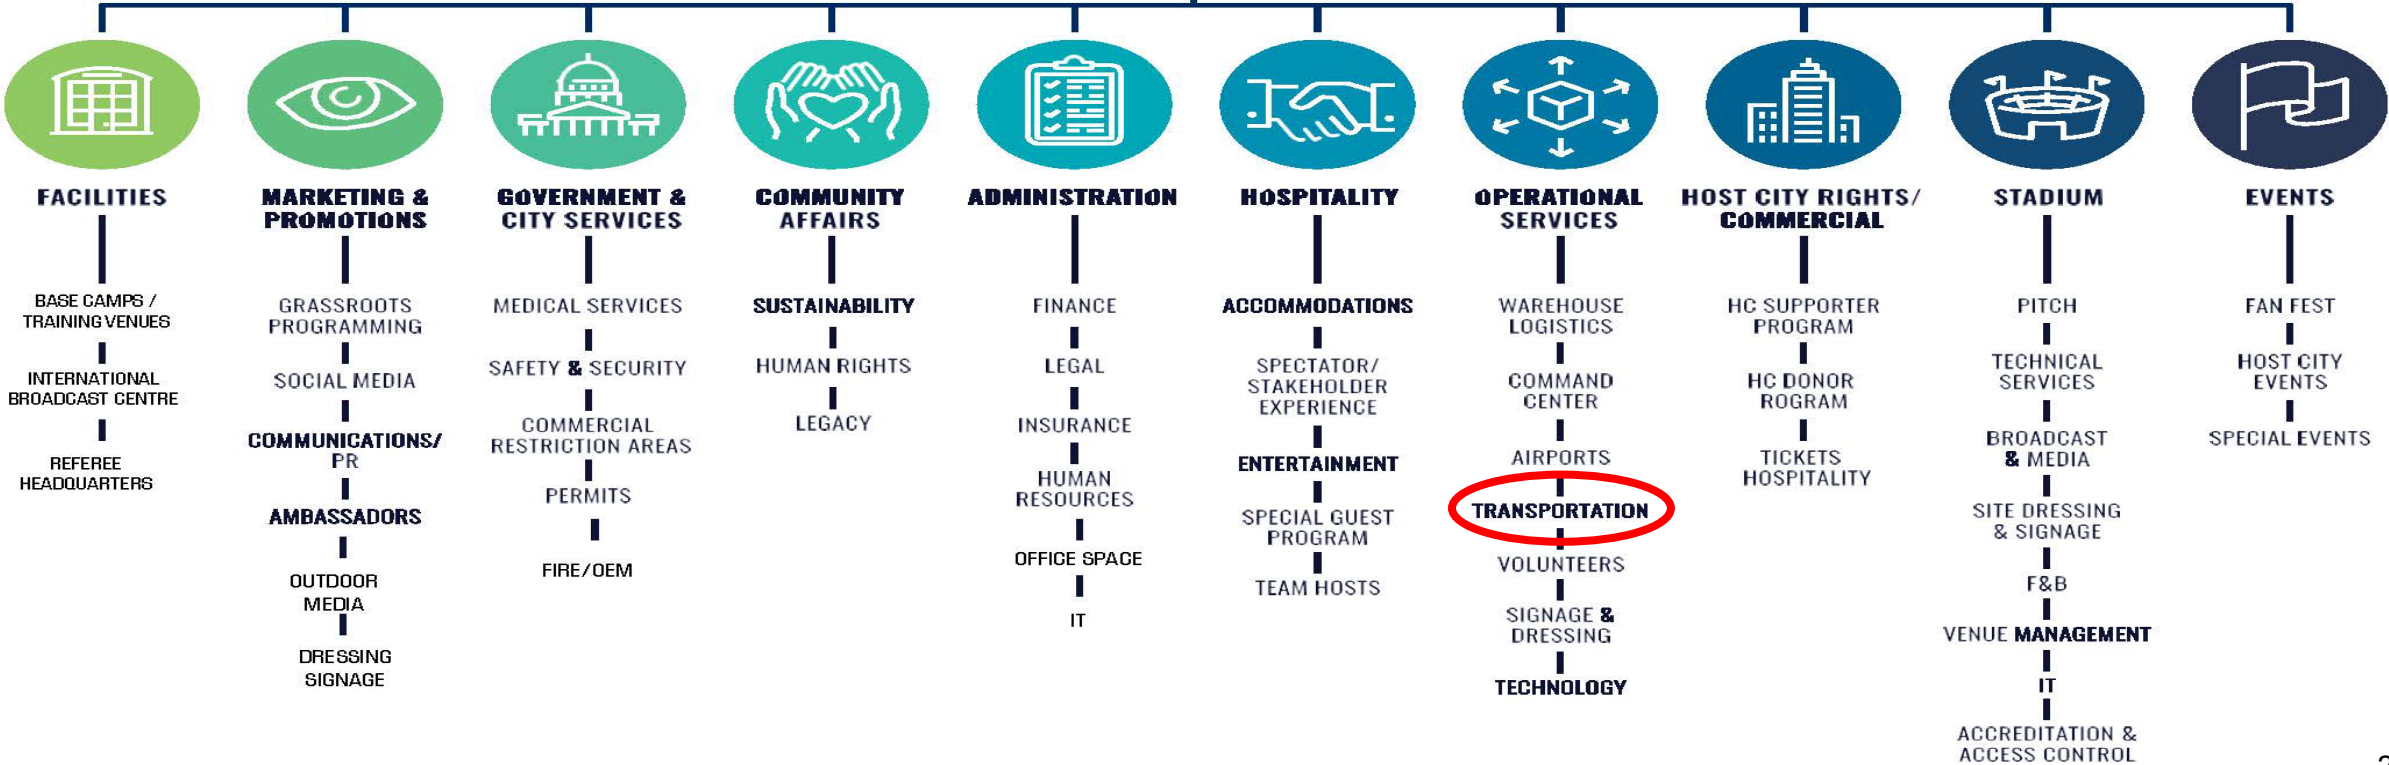 FACILITIES
BASE CAMPS /
TRAINING VENUES
INTERNATIONAL
BROADCAST CENTRE
REFEREE
HEADQUARTERS
MARKETING &
PROMOTIONS
GRASSROOTS
PROGRAMMING
SOCIAL MEDIA
COMMUNICATIONS/
PR
AMBASSADORS
OUTDOOR
MEDIA
DRESSING
SIGNAGE
GOVERNMENT &
CITY SERVICES
MEDICAL SERVICES
SAFETY & SECURITY
COMMERCIAL
RESTRICTION AREAS
PERMITS
FIRE/OEM
COMMUNITY
AFFAIRS
SUSTAINABILITY
HUMAN RIGHTS
LEGACY
ADMINISTRATION
FINANCE
LEGAL
INSURANCE
HUMAN
RESOURCES
OFFICE SPACE
IT
HOSPITALITY
ACCOMMODATIONS
SPECTATOR/
STAKEHOLDER
EXPERIENCE
ENTERTAINMENT
SPECIAL GUEST
PROGRAM
TEAM HOSTS
OPERATIONAL
SERVICES
WAREHOUSE
LOGISTICS
COMMAND
CENTER
AIRPORTS
TRANSPORTATION
VOLUNTEERS
SIGNAGE &
DRESSING
TECHNOLOGY
HOST CITY RIGHTS/
COMMERCIAL
HC SUPPORTER
PROGRAM
HC DONOR
ROGRAM
TICKETS
HOSPITALITY
STADIUM
PITCH
TECHNICAL
SERVICES
BROADCAST
& MEDIA
SITE DRESSING
& SIGNAGE
F&B
VENUE MANAGEMENT
IT
ACCREDITATION &
ACCESS CONTROL
EVENTS
FAN FEST
HOST CITY
EVENTS
SPECIAL EVENTS